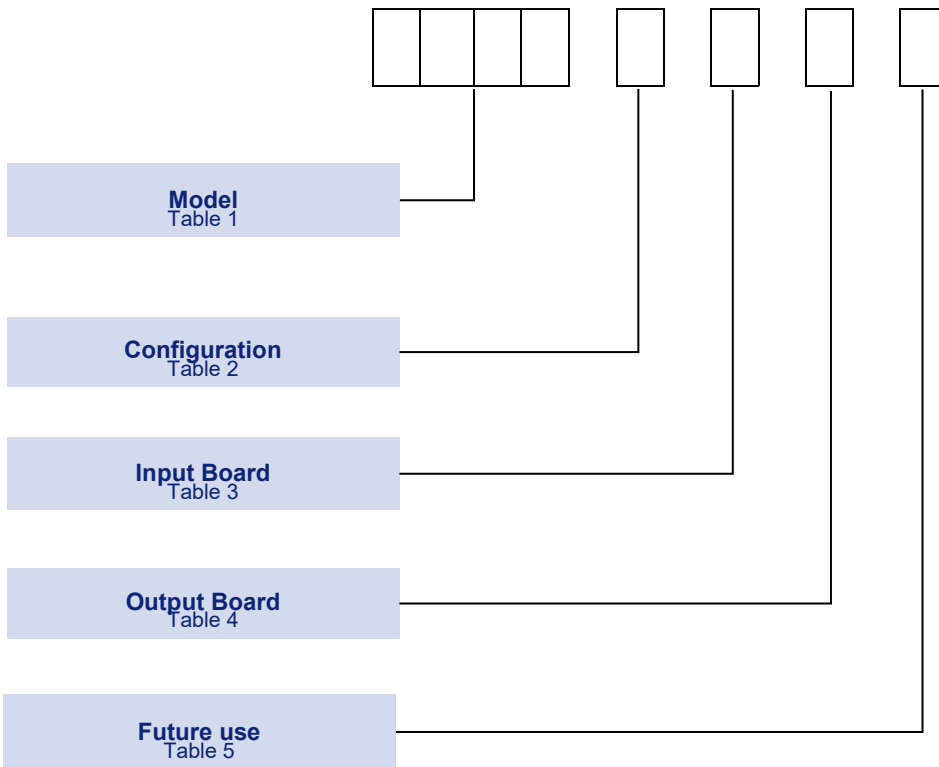 Model
Table 1
Configuration
Table 2
Input Board
Table 3
Output Board
Table 4
Future use
Table 5